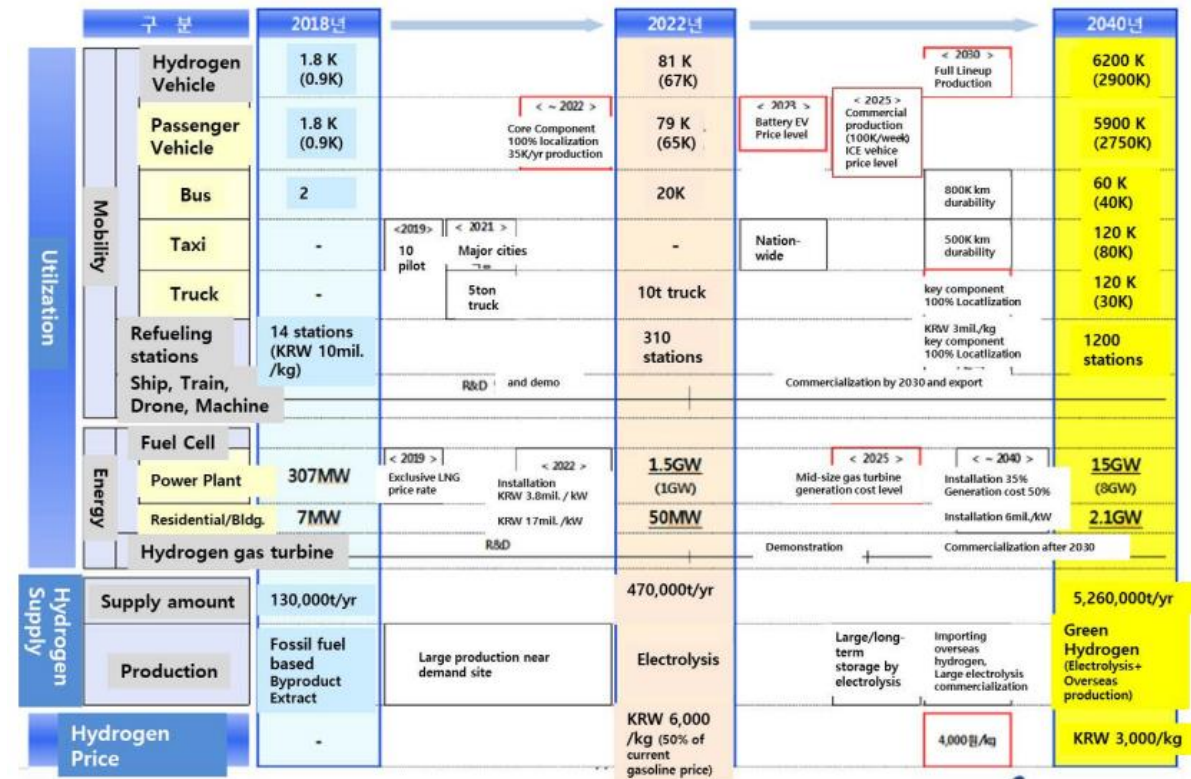 구 분
2018년
2022년
2040년
Utilzation
Mobility
Hydrogen
Vehicle
1.8 K
(0.9K)
81 K
(67K)
< 2030 >
Full Lineup
Production
6200 K
(2900K)
Passenger
Vehicle
1.8 K
(0.9K)
< ~ 2022 >
Core Component
100% localization
35K/yr production
79 K
(65K)
< 2023 >
Battery EV
Price level
< 2025 >
Commercial
production
(100K/week)
ICE vehice
price level
5900 K
(2750K)
Bus
2
20K
800K km
durability
60 K
(40K)
Taxi
-
<2019>
10
pilot
< 2021 >
Major cities
-
Nation-
wide
500K km
durability
120 K
(80K)
Truck
-
5ton
truck
10t truck
key component
100% Locatlization
120 K
(30K)
Refueling
stations
14 stations
(KRW 10mil.
/kg)
310
stations
KRW 3mil./kg
key component
100% Locatlization
1200
stations
Ship, Train,
Drone, Machine
R&D
and demo
Commercialization by 2030 and export
Energy
Fuel Cell
Power Plant
307MW
< 2019 >
Exclusive LNG
price rate
< 2022 >
Installation
KRW 3.8mil. / kW
1.5GW
(1GW)
< 2025 >
Mid-size gas turbine
generation cost level
< ~ 2040 >
Installation 35%
Generation cost 50%
15GW
(8GW)
Residential/Bldg.
7MW
KRW 17mil./kW
50MW
Installation 6mil./kW
2.1GW
Hydrogen gas turbine
R&D
Demonstration
Commercialization after 2030
Hydrogen
Supply
Supply amount
130,000t/yr
470,000t/yr
5,260,000t/yr
Production
Fossil fuel
based
Byproduct
Extract
Large production near
demand site
Electrolysis
Large/long-
term
storage by
electrolysis
Importing
overseas
hydrogen,
Large electrolysis
commercialization
Green
Hydrogen
(Electrolysis+
Overseas
production)
Hydrogen
Price
-
KRW 6,000
/kg (50% of
current
gasoline price)
4,000원/kg
KRW 3,000/kg